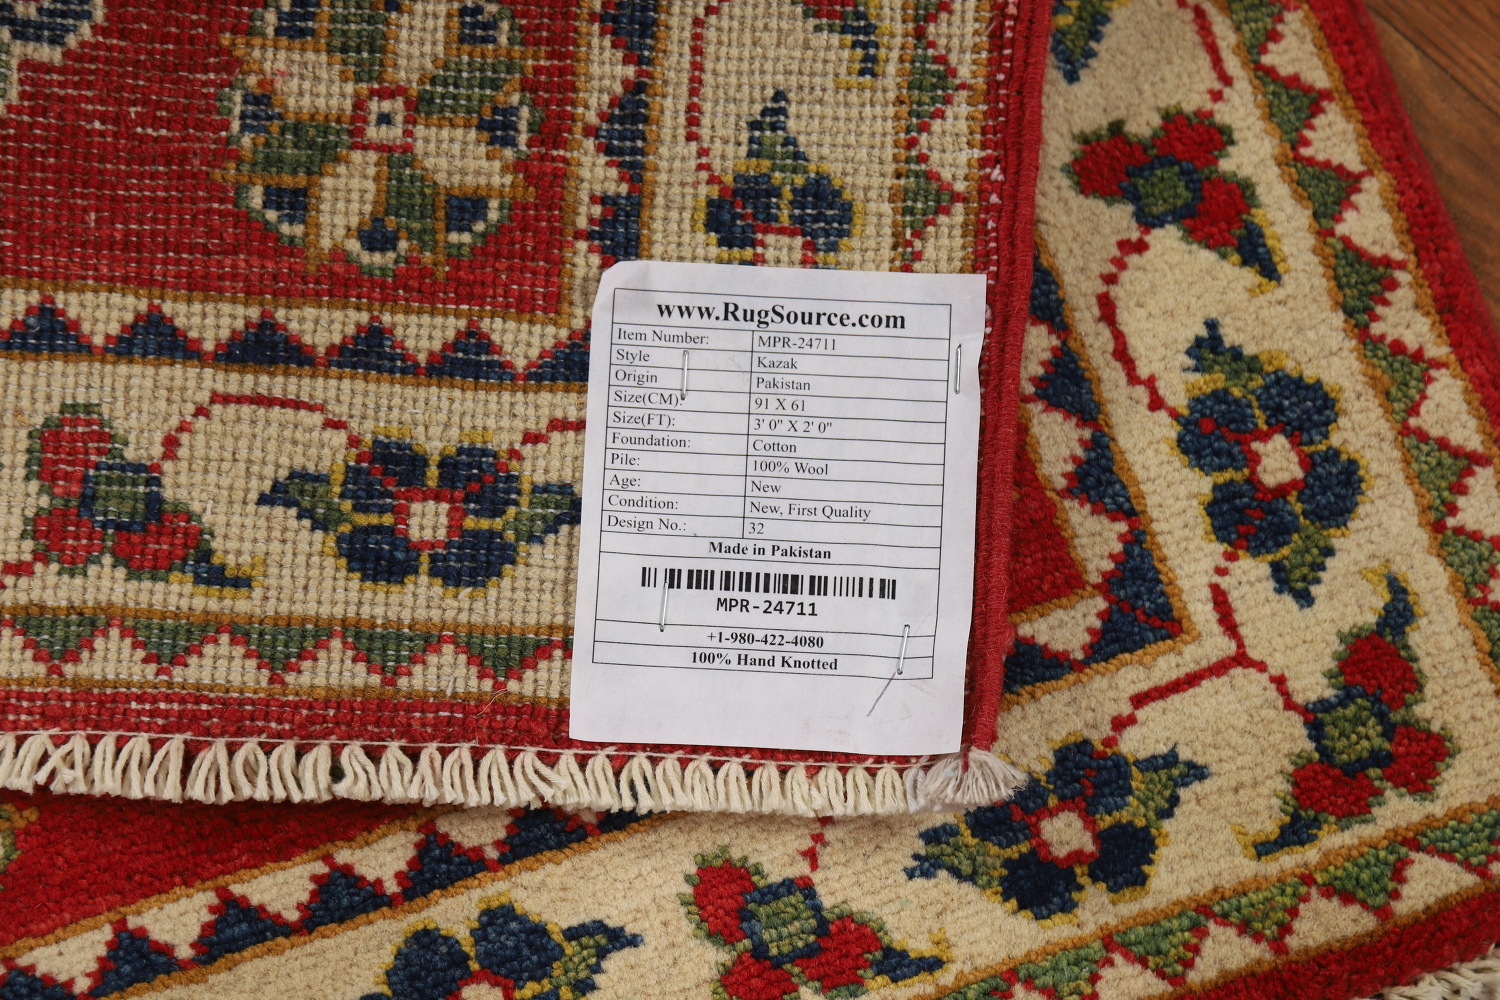 www.RugSource.com
Item Number: MPR-24711
Style Kazak
Origin Pakistan
Size(CM): 91 X 61
Size(FT): 3' 0" X 2' 0"
Foundation: Cotton
Pile: 100% Wool
Age: New
Condition: New, First Quality
Design No.: 32
Made in Pakistan
MPR-24711
+1-980-422-4080
100% Hand Knotted